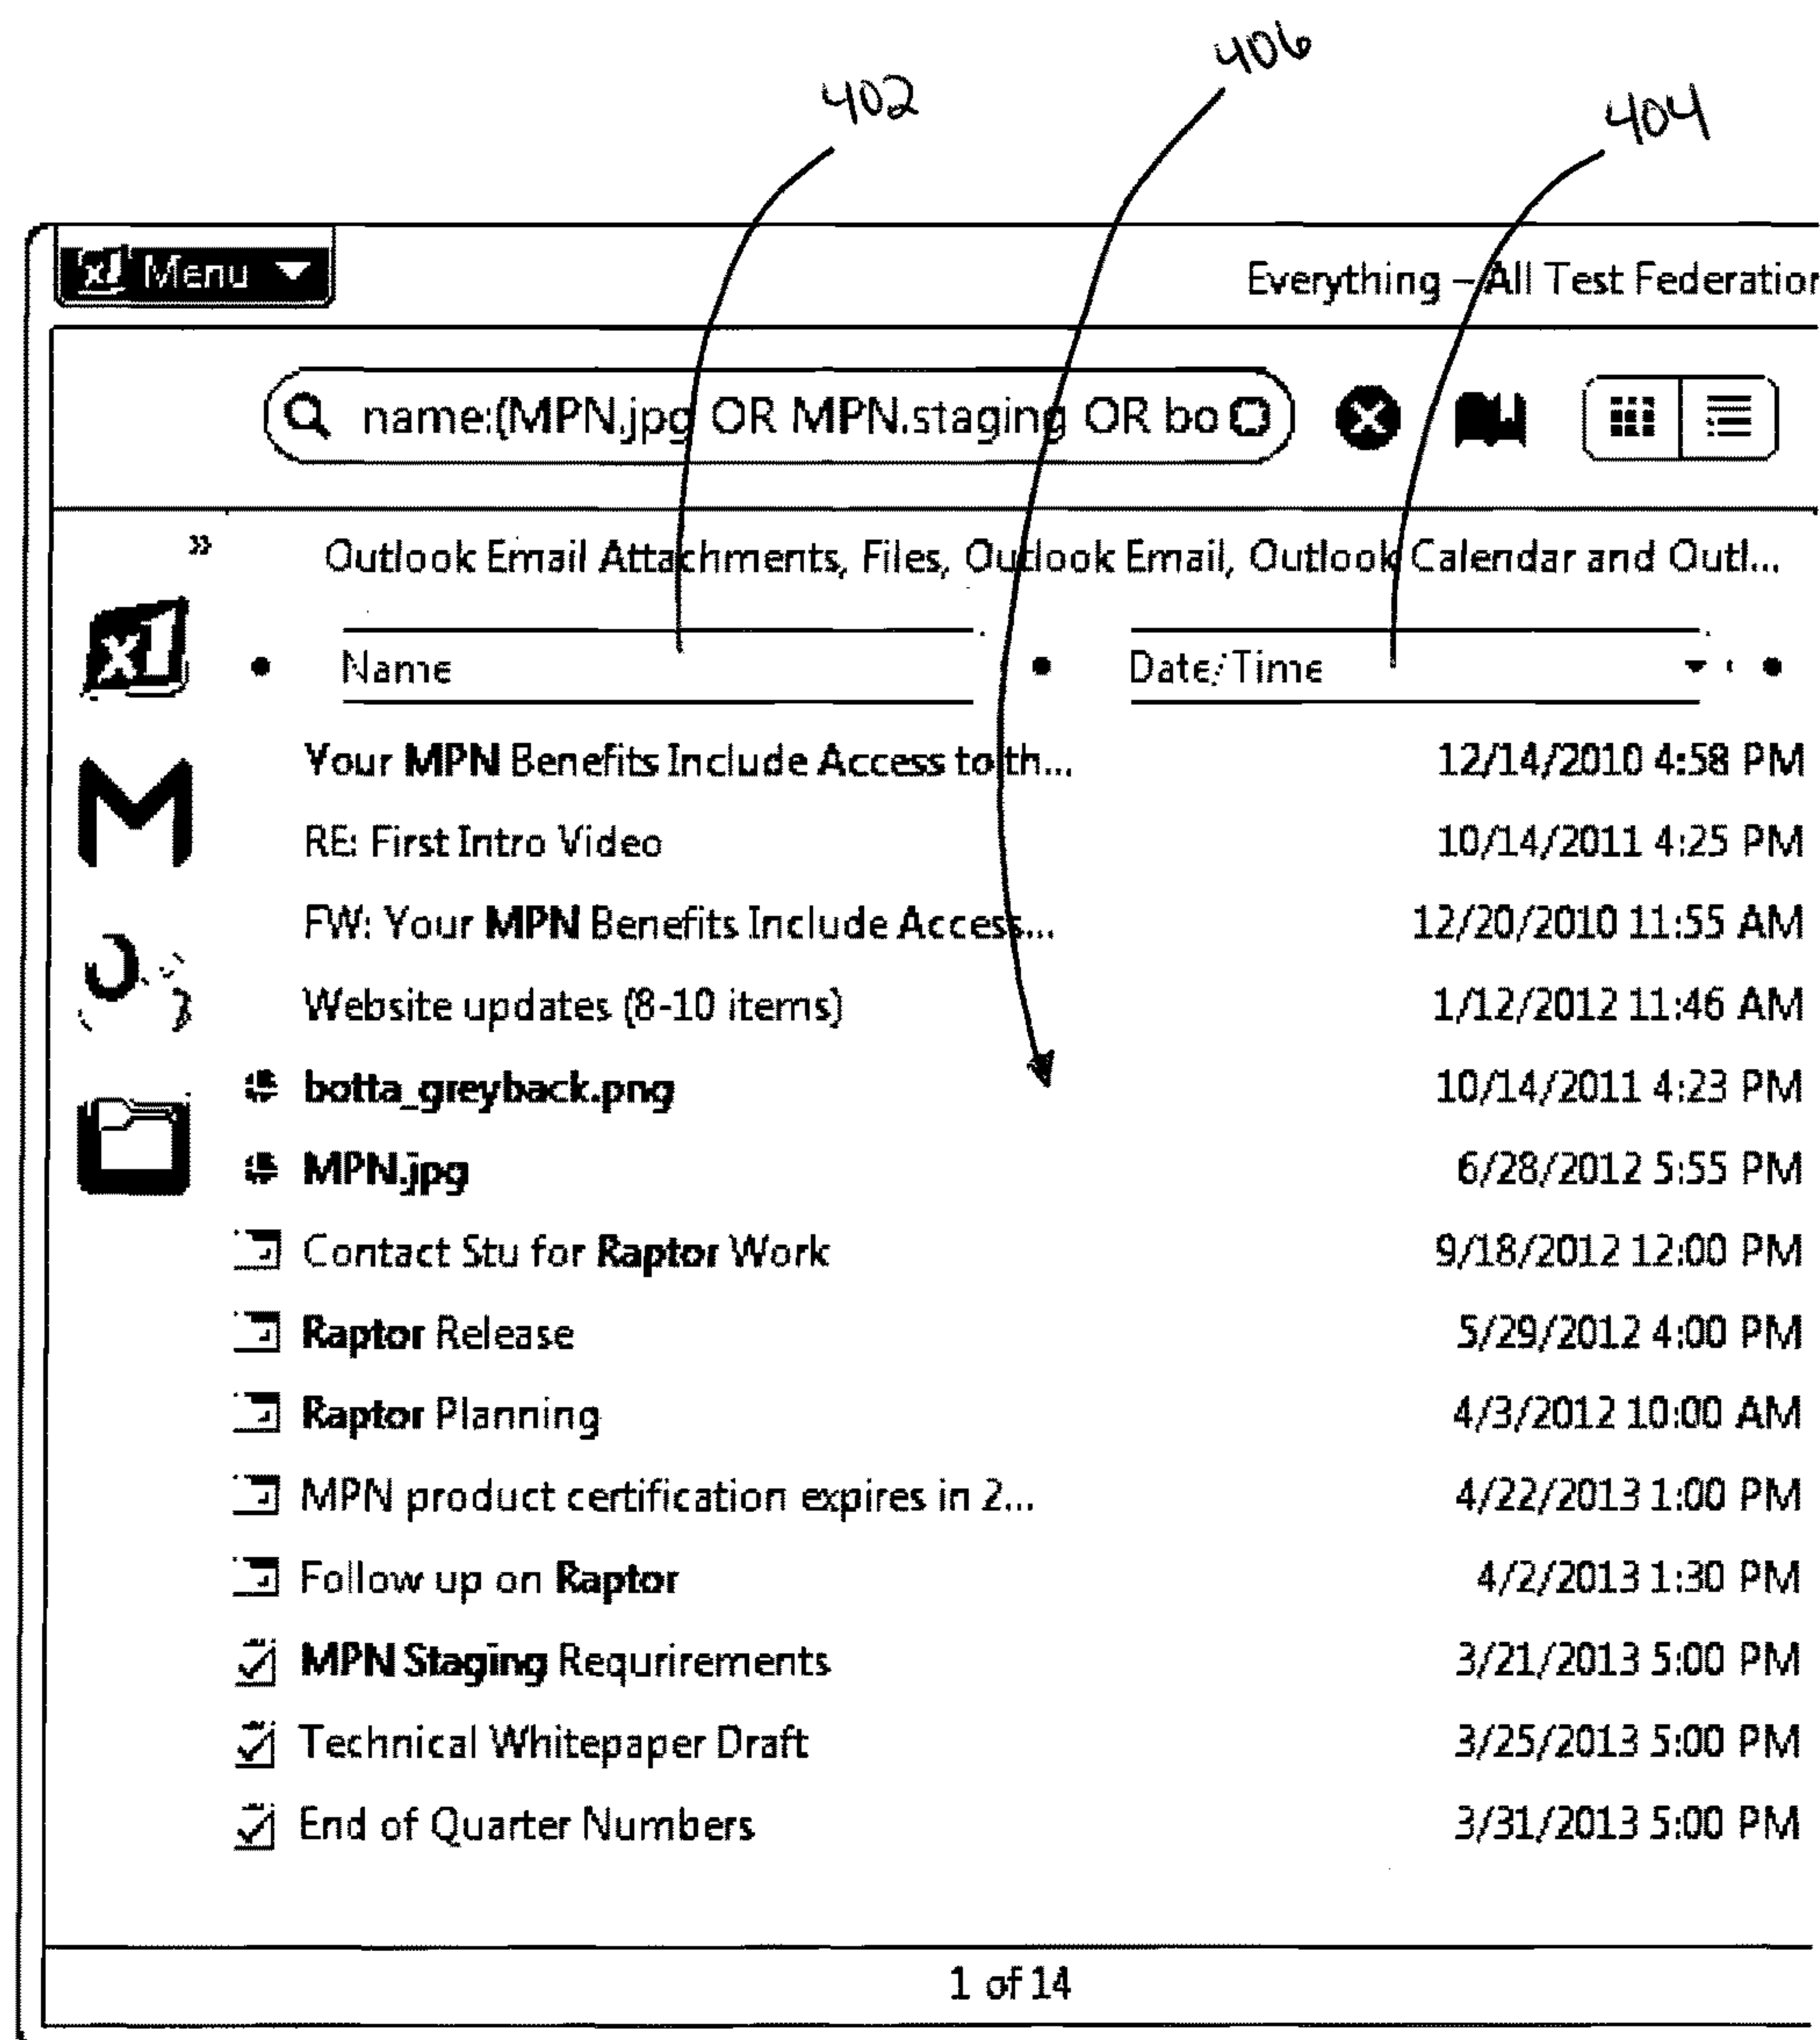 406
402
404
x1 Menu
Everything – All Test Federation
name:(MPN.jpg OR MPN.staging OR bo
» Outlook Email Attachments, Files, Outlook Email, Outlook Calendar and Outl...
x1
Name Date/Time
Your MPN Benefits Include Access to th... 12/14/2010 4:58 PM
RE: First Intro Video 10/14/2011 4:25 PM
FW: Your MPN Benefits Include Access... 12/20/2010 11:55 AM
Website updates (8-10 items) 1/12/2012 11:46 AM
botta_greyback.png 10/14/2011 4:23 PM
MPN.jpg 6/28/2012 5:55 PM
Contact Stu for Raptor Work 9/18/2012 12:00 PM
Raptor Release 5/29/2012 4:00 PM
Raptor Planning 4/3/2012 10:00 AM
MPN product certification expires in 2... 4/22/2013 1:00 PM
Follow up on Raptor 4/2/2013 1:30 PM
MPN Staging Requrirements 3/21/2013 5:00 PM
Technical Whitepaper Draft 3/25/2013 5:00 PM
End of Quarter Numbers 3/31/2013 5:00 PM
1 of 14